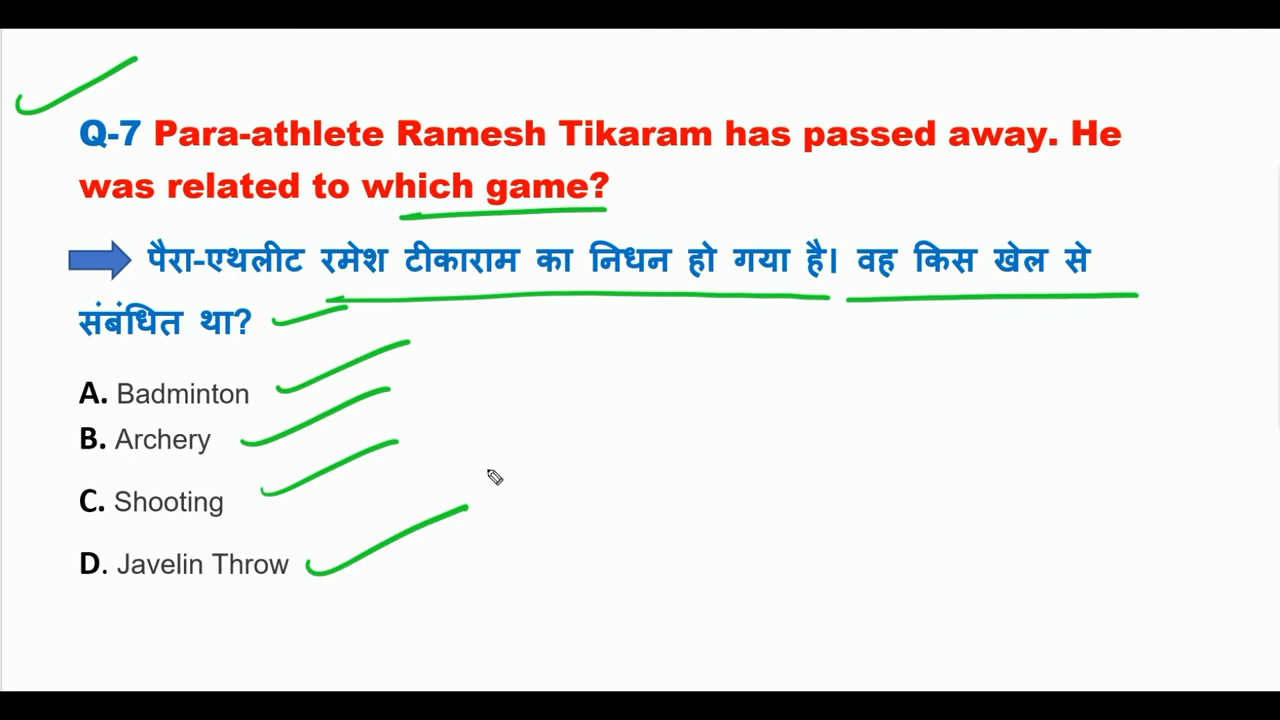 Q-7 Para-athlete Ramesh Tikaram has passed away. He
was related to which game?
पैरा-एथलीट रमेश टीकाराम का निधन हो गया है। वह किस खेल से
संबंधित था?
A. Badminton
B. Archery
C. Shooting
D. Javelin Throw